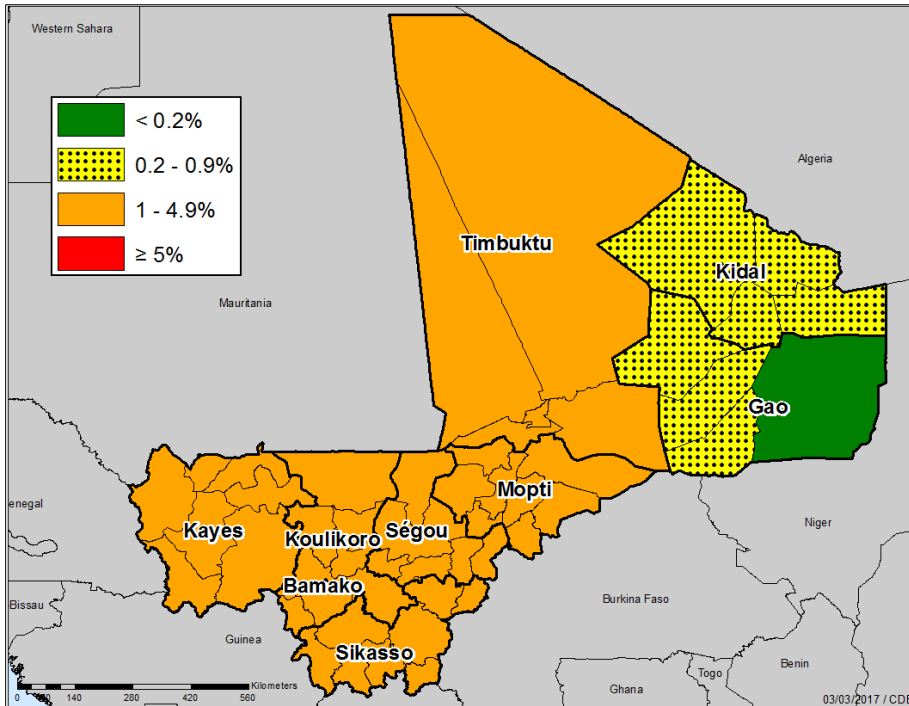 Western Sahara
< 0.2%
0.2 - 0.9%
1 - 4.9%
≥ 5%
Algeria
Timbuktu
Kidal
Mauritania
Gao
Mopti
enegal
Kayes
Koulikoro
Ségou
Niger
Bamako
Burkina Faso
Bissau
Guinea
Sikasso
Benin
Togo
Ghana
Kilometers
0
70
140
280
420
560
03/03/2017 / CDE